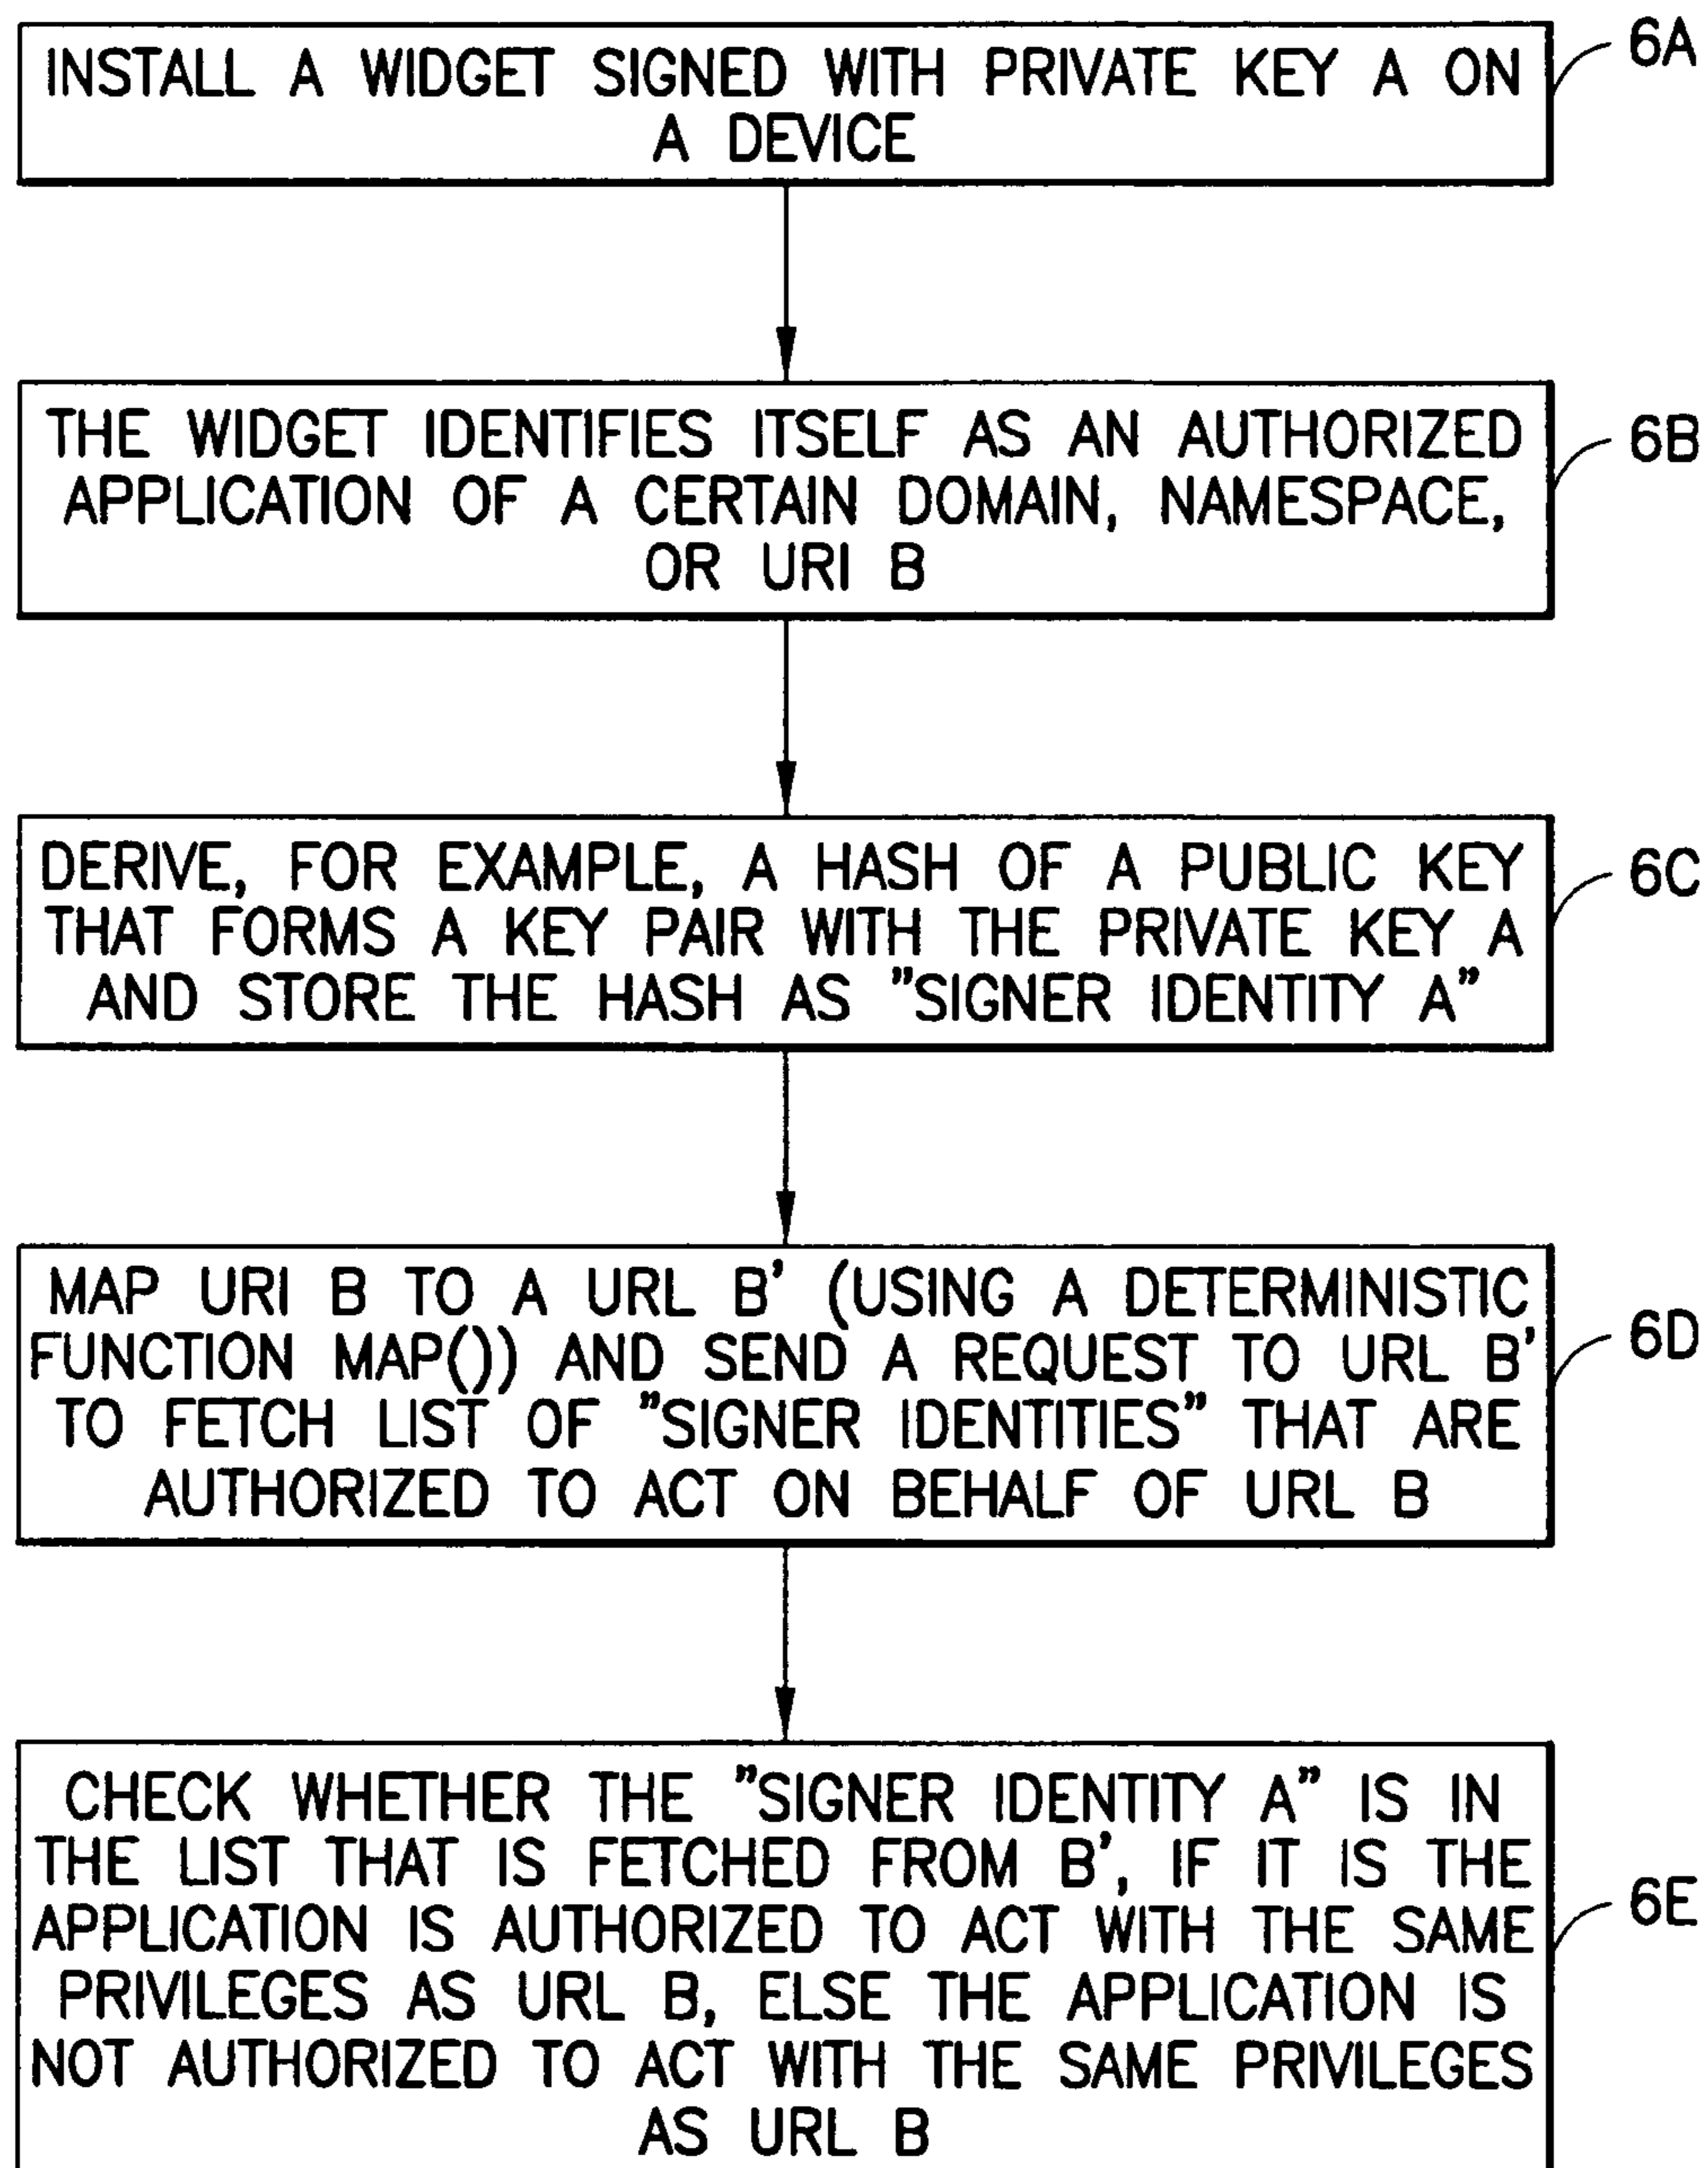 INSTALL A WIDGET SIGNED WITH PRIVATE KEY A ON
A DEVICE
6A
THE WIDGET IDENTIFIES ITSELF AS AN AUTHORIZED
APPLICATION OF A CERTAIN DOMAIN, NAMESPACE,
OR URI B
6B
DERIVE, FOR EXAMPLE, A HASH OF A PUBLIC KEY
THAT FORMS A KEY PAIR WITH THE PRIVATE KEY A
AND STORE THE HASH AS ”SIGNER IDENTITY A”
6C
MAP URI B TO A URL B' (USING A DETERMINISTIC
FUNCTION MAP()) AND SEND A REQUEST TO URL B'
TO FETCH LIST OF ”SIGNER IDENTITIES” THAT ARE
AUTHORIZED TO ACT ON BEHALF OF URL B
6D
CHECK WHETHER THE ”SIGNER IDENTITY A” IS IN
THE LIST THAT IS FETCHED FROM B', IF IT IS THE
APPLICATION IS AUTHORIZED TO ACT WITH THE SAME
PRIVILEGES AS URL B, ELSE THE APPLICATION IS
NOT AUTHORIZED TO ACT WITH THE SAME PRIVILEGES
AS URL B
6E